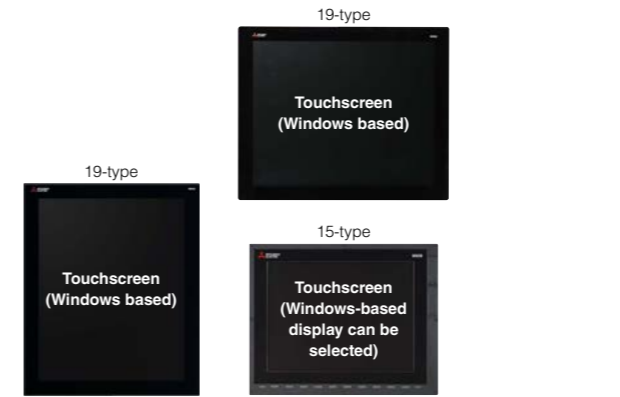 19-type
Touchscreen
(Windows based)
19-type
Touchscreen
(Windows based)
15-type
Touchscreen
(Windows-based
display can be
selected)